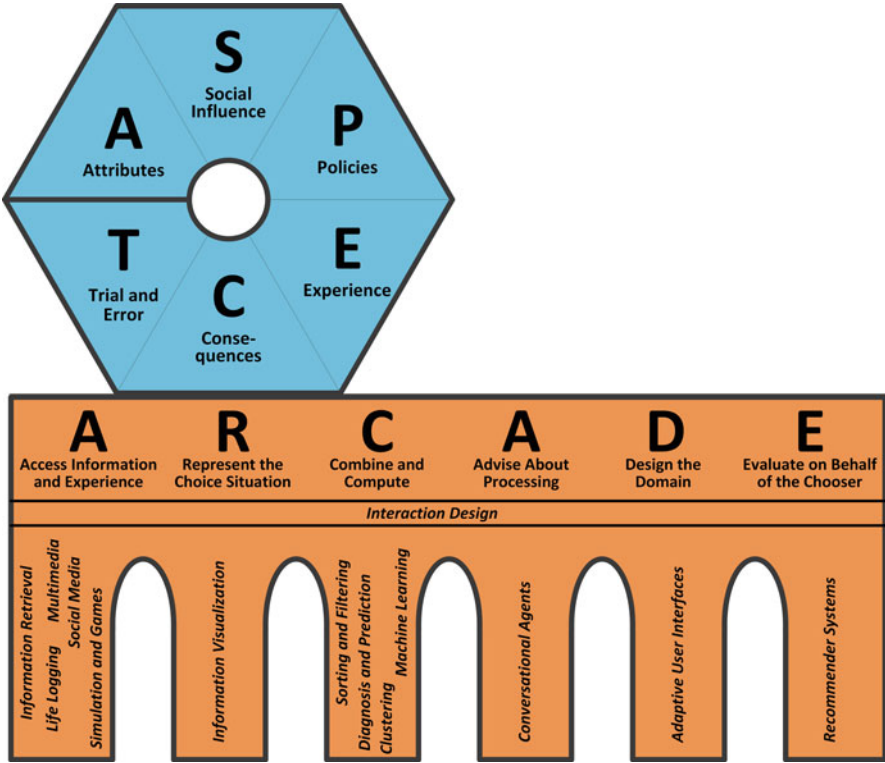 S
Social
Influence
A
Attributes
P
Policies
T
Trial and
Error
C
Conse-
quences
E
Experience
A
Access Information
and Experience
R
Represent the
Choice Situation
C
Combine and
Compute
A
Advise About
Processing
D
Design the
Domain
E
Evaluate on Behalf
of the Chooser
Interaction Design
Information Retrieval
Life Logging
Multimedia
Social Media
Simulation and Games
Information Visualization
Sorting and Filtering
Diagnosis and Prediction
Clustering
Machine Learning
Conversational Agents
Adaptive User Interfaces
Recommender Systems